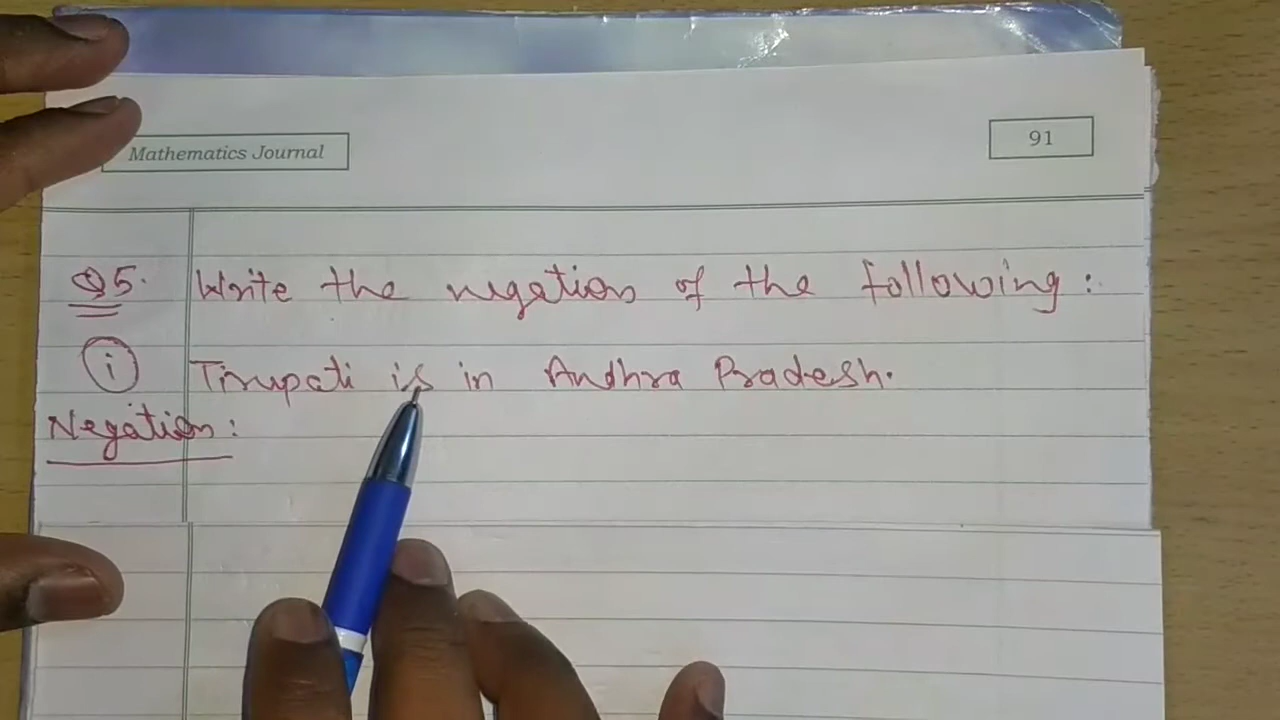 Mathematics Journal
91
Q5. Write the negation of the following :
i Tirupati is in Andhra Pradesh.
Negation: